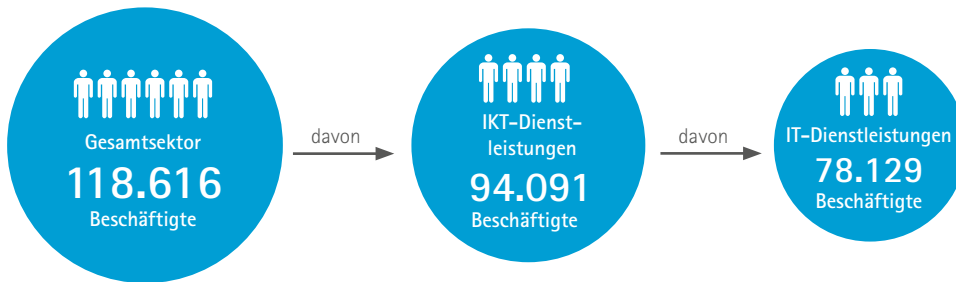 Gesamtsektor
118.616
Beschäftigte
davon
IKT-Dienst-
leistungen
94.091
Beschäftigte
davon
IT-Dienstleistungen
78.129
Beschäftigte